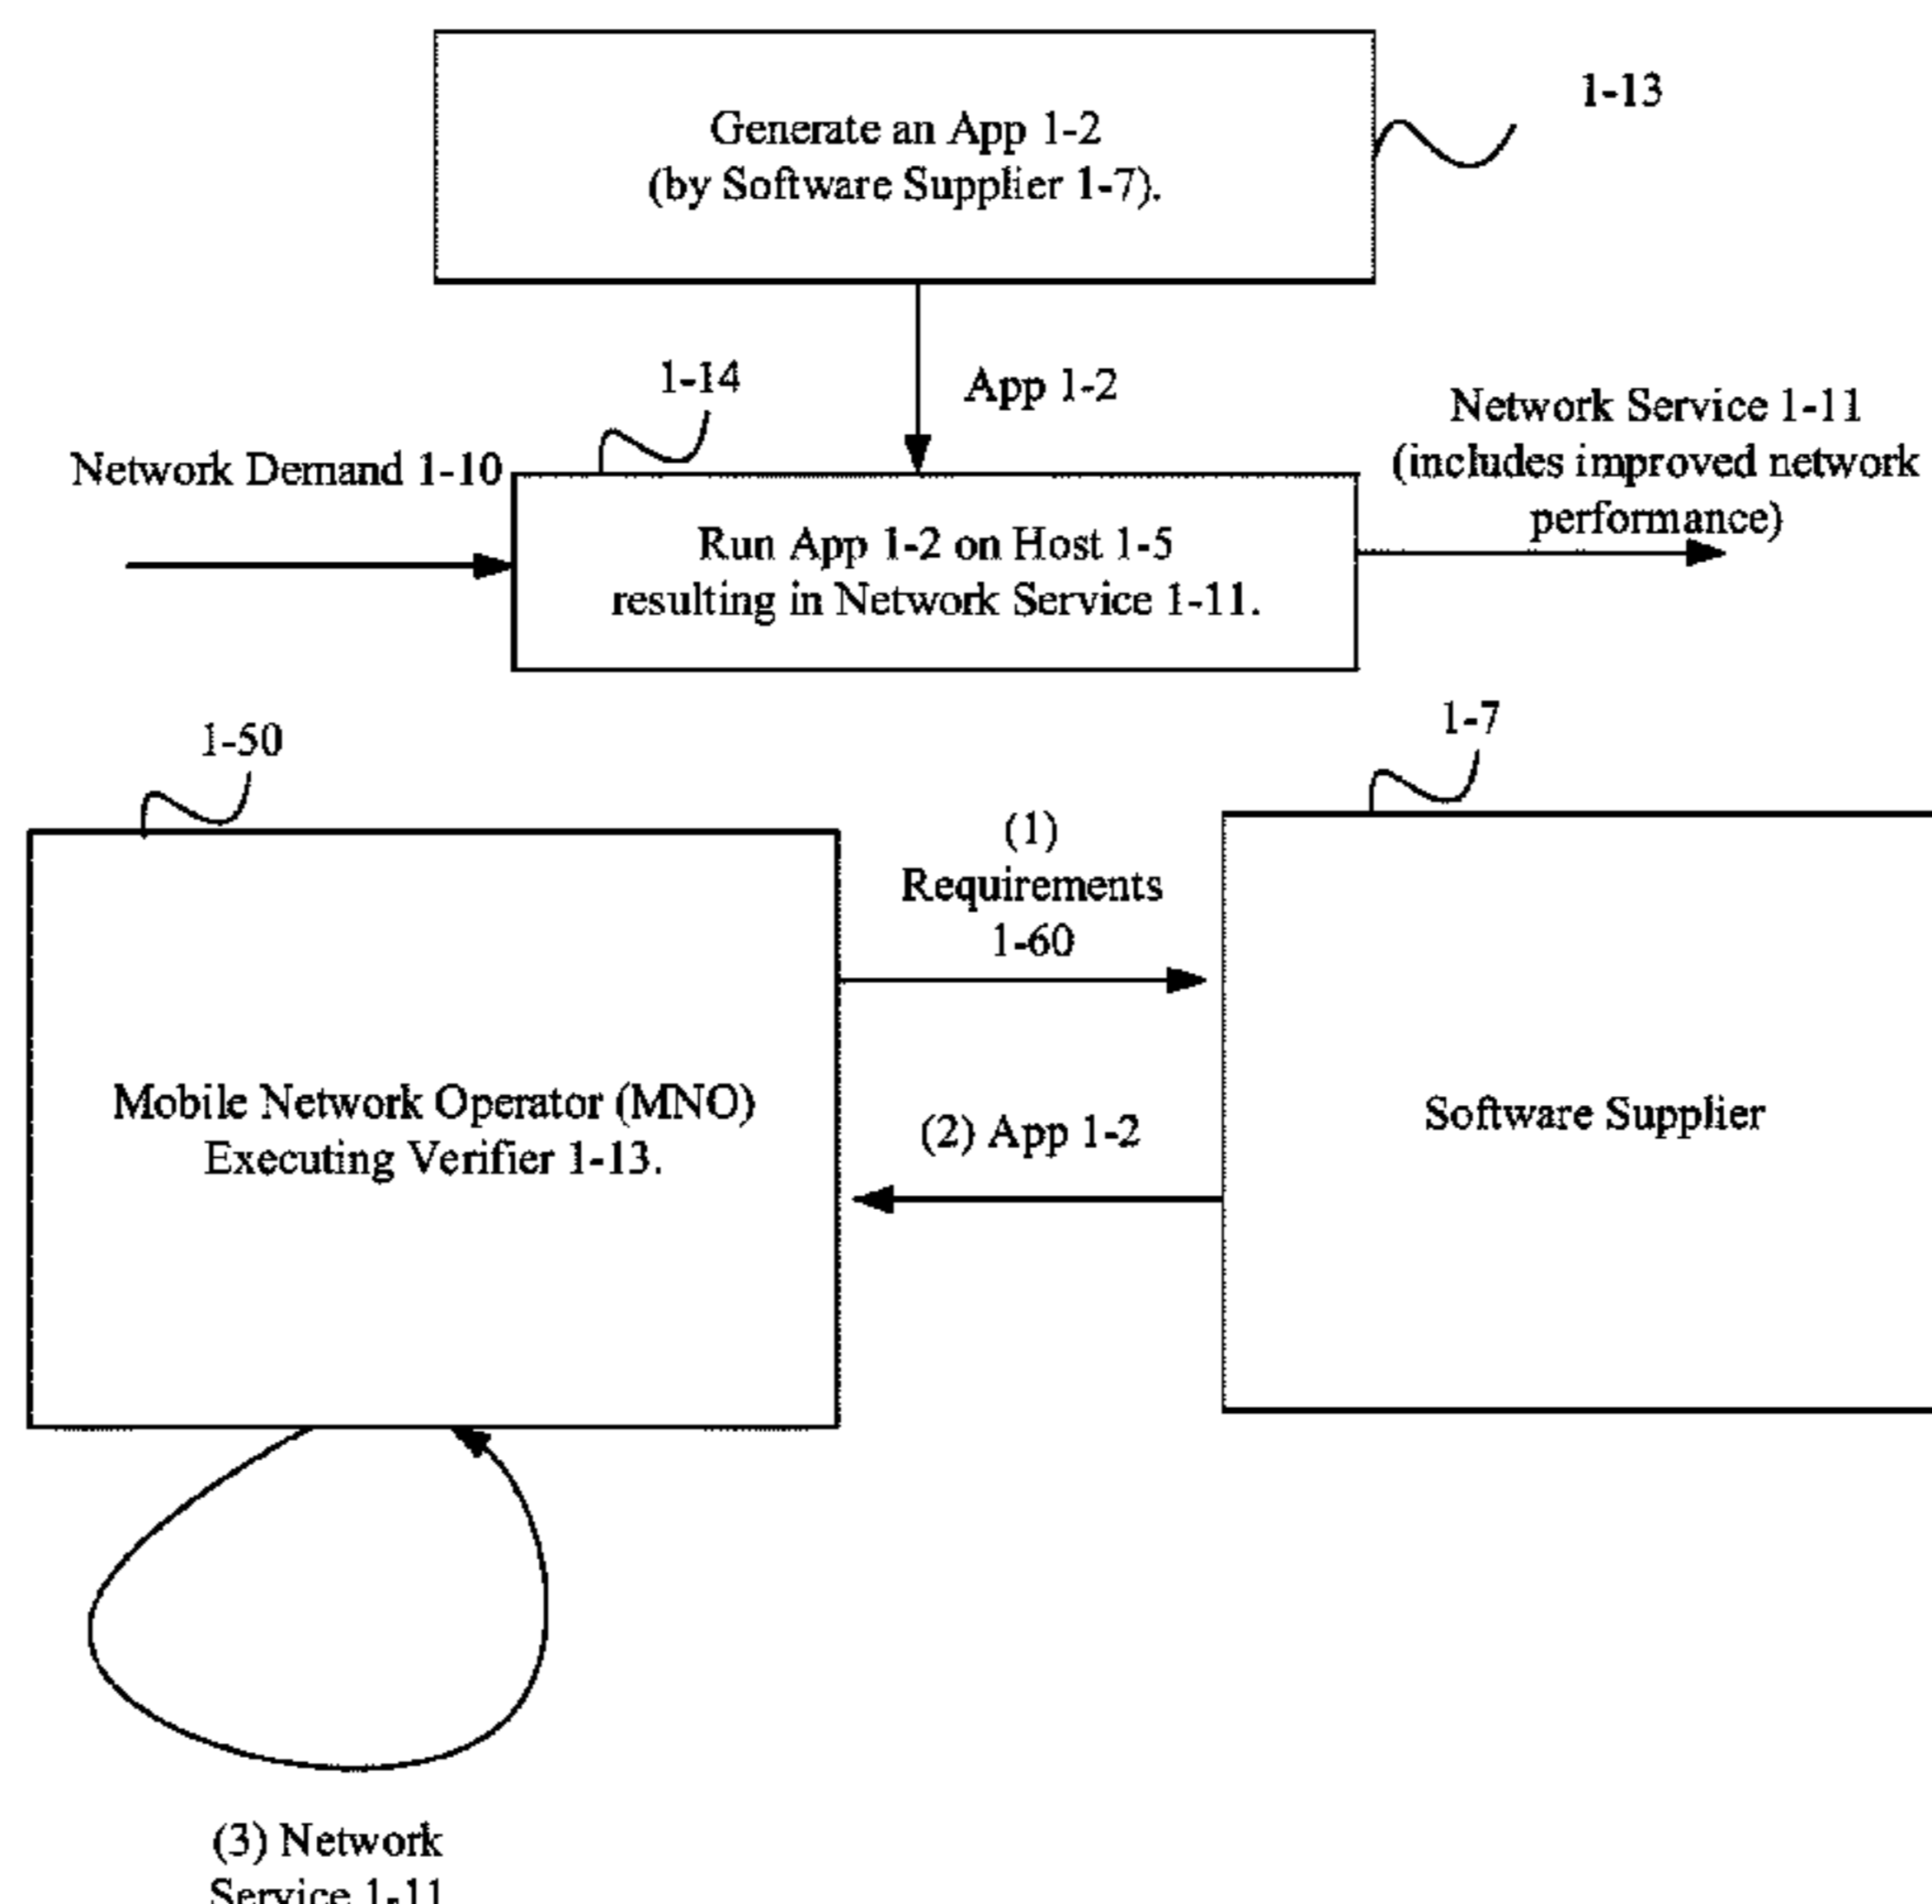 Generate an App 1-2
(by Software Supplier 1-7).
1-13
1-14
App 1-2
Network Demand 1-10
Network Service 1-11
(includes improved network
performance)
Run App 1-2 on Host 1-5
resulting in Network Service 1-11.
1-50
1-7
(1)
Requirements
1-60
Mobile Network Operator (MNO)
Executing Verifier 1-13.
(2) App 1-2
Software Supplier
(3) Network
Service 1-11